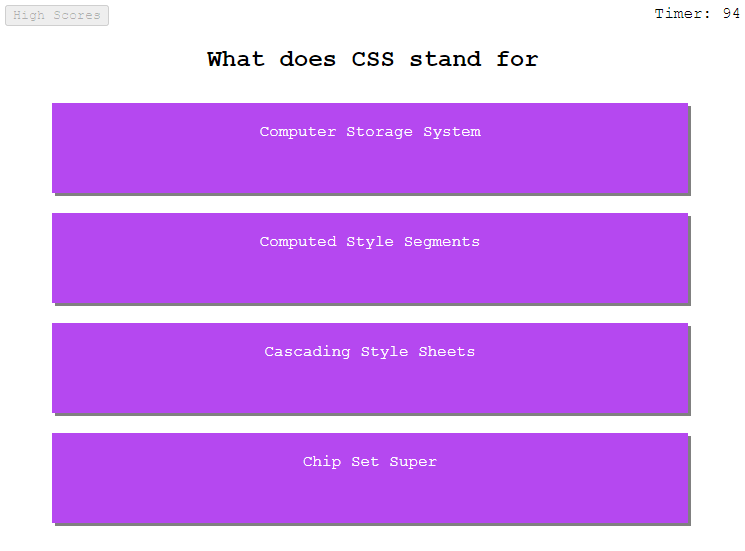 High Scores
Timer: 94
What does CSS stand for
Computer Storage System
Computed Style Segments
Cascading Style Sheets
Chip Set Super